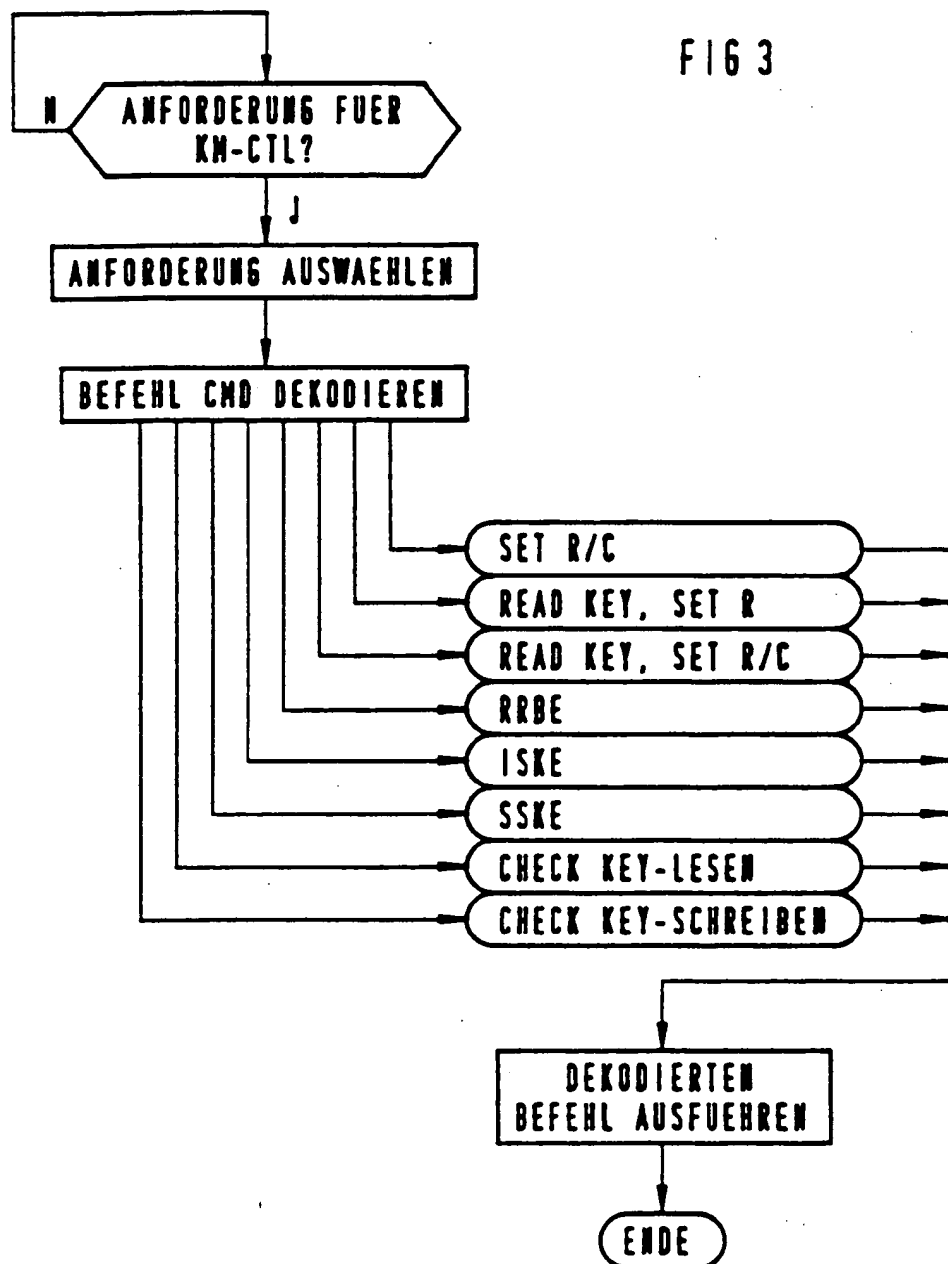 FIG 3
N
ANFORDERUNG FUER
KM-CTL?
J
ANFORDERUNG AUSWAEHLEN
BEFEHL CMD DEKODIEREN
SET R/C
READ KEY, SET R
READ KEY, SET R/C
RRBE
ISKE
SSKE
CHECK KEY-LESEN
CHECK KEY-SCHREIBEN
DEKODIERTEN
BEFEHL AUSFUEHREN
ENDE